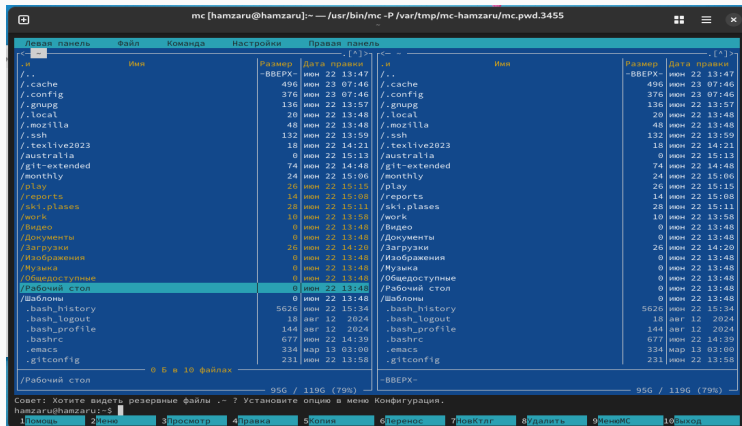 mc [hamzaru@hamzaru]:~ — /usr/bin/mc -P /var/tmp/mc-hamzaru/mc.pwd.3455
Левая панель Файл Команда Настройки Правая панель
<— ~ .[^]> <— ~ .[^]>
.и Имя Размер Дата правки .и Имя Размер Дата правки
/.. -ВВЕРХ- июн 22 13:47 /.. -ВВЕРХ- июн 22 13:47
/.cache 496 июн 23 07:46 /.cache 496 июн 23 07:46
/.config 376 июн 23 07:46 /.config 376 июн 23 07:46
/.gnupg 136 июн 22 13:57 /.gnupg 136 июн 22 13:57
/.local 20 июн 22 13:48 /.local 20 июн 22 13:48
/.mozilla 48 июн 22 13:48 /.mozilla 48 июн 22 13:48
/.ssh 132 июн 22 13:59 /.ssh 132 июн 22 13:59
/.texlive2023 18 июн 22 14:21 /.texlive2023 18 июн 22 14:21
/australia 0 июн 22 15:13 /australia 0 июн 22 15:13
/git-extended 74 июн 22 14:48 /git-extended 74 июн 22 14:48
/monthly 24 июн 22 15:06 /monthly 24 июн 22 15:06
/play 26 июн 22 15:15 /play 26 июн 22 15:15
/reports 14 июн 22 15:08 /reports 14 июн 22 15:08
/ski.plases 28 июн 22 15:11 /ski.plases 28 июн 22 15:11
/work 10 июн 22 13:58 /work 10 июн 22 13:58
/Видео 0 июн 22 13:48 /Видео 0 июн 22 13:48
/Документы 0 июн 22 13:48 /Документы 0 июн 22 13:48
/Загрузки 26 июн 22 14:20 /Загрузки 26 июн 22 14:20
/Изображения 0 июн 22 13:48 /Изображения 0 июн 22 13:48
/Музыка 0 июн 22 13:48 /Музыка 0 июн 22 13:48
/Общедоступные 0 июн 22 13:48 /Общедоступные 0 июн 22 13:48
/Рабочий стол 0 июн 22 13:48 /Рабочий стол 0 июн 22 13:48
/Шаблоны 0 июн 22 13:48 /Шаблоны 0 июн 22 13:48
.bash_history 5626 июн 22 15:34 .bash_history 5626 июн 22 15:34
.bash_logout 18 авг 12 2024 .bash_logout 18 авг 12 2024
.bash_profile 144 авг 12 2024 .bash_profile 144 авг 12 2024
.bashrc 677 июн 22 14:39 .bashrc 677 июн 22 14:39
.emacs 334 мар 13 03:00 .emacs 334 мар 13 03:00
.gitconfig 231 июн 22 13:58 .gitconfig 231 июн 22 13:58
0 Б в 10 файлах
/Рабочий стол -ВВЕРХ-
95G / 119G (79%) 95G / 119G (79%)
Совет: Хотите видеть резервные файлы .~ ? Установите опцию в меню Конфигурация.
hamzaru@hamzaru:~$
1Помощь 2Меню 3Просмотр 4Правка 5Копия 6Перенос 7НовКтлг 8Удалить 9МенюMC 10Выход